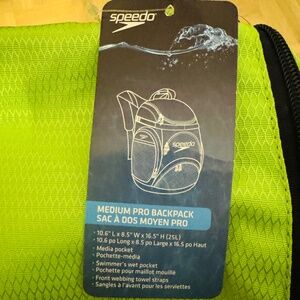 speedo
speedo
MEDIUM PRO BACKPACK
SAC À DOS MOYEN PRO
· 10.6" L x 8.5" W x 16.5" H (25L)
· 10.6 po Long x 8.5 po Large x 16.5 po Haut
· Media pocket
· Pochette-média
· Swimmer's wet pocket
· Pochette pour maillot mouillé
· Front webbing towel straps
· Sangles à l'avant pour les serviettes